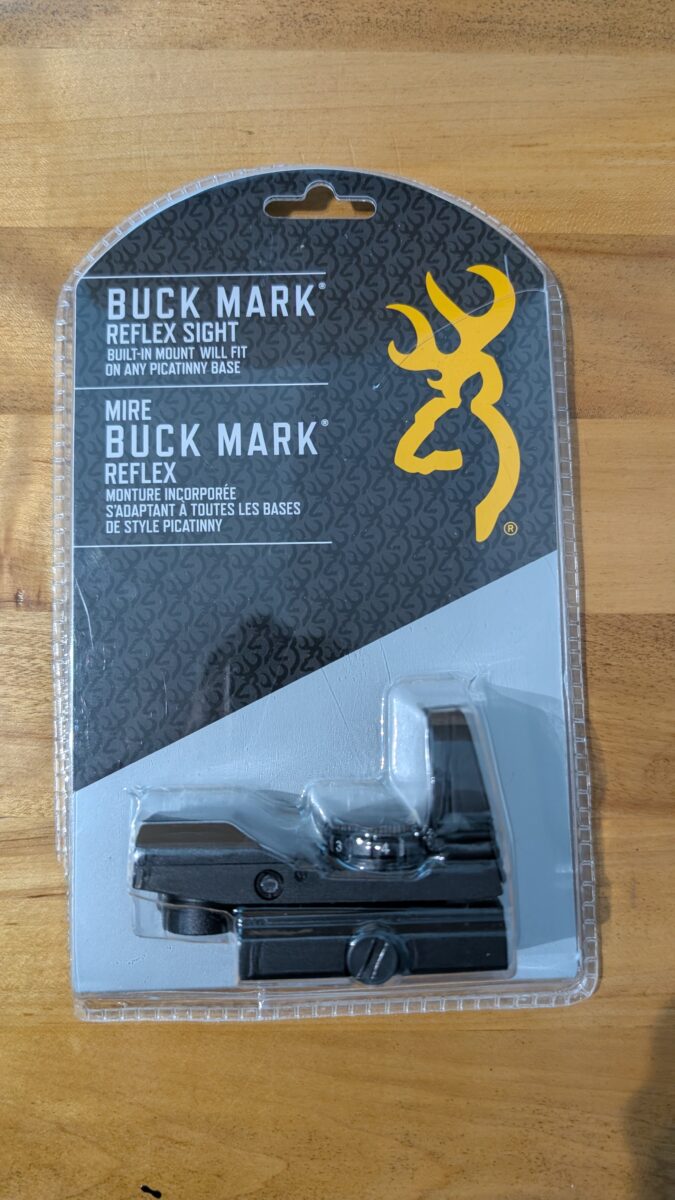 BUCK MARK®
REFLEX SIGHT
BUILT-IN MOUNT WILL FIT
ON ANY PICATINNY BASE
MIRE
BUCK MARK®
REFLEX
MONTURE INCORPORÉE
S'ADAPTANT À TOUTES LES BASES
DE STYLE PICATINNY
®
3 4